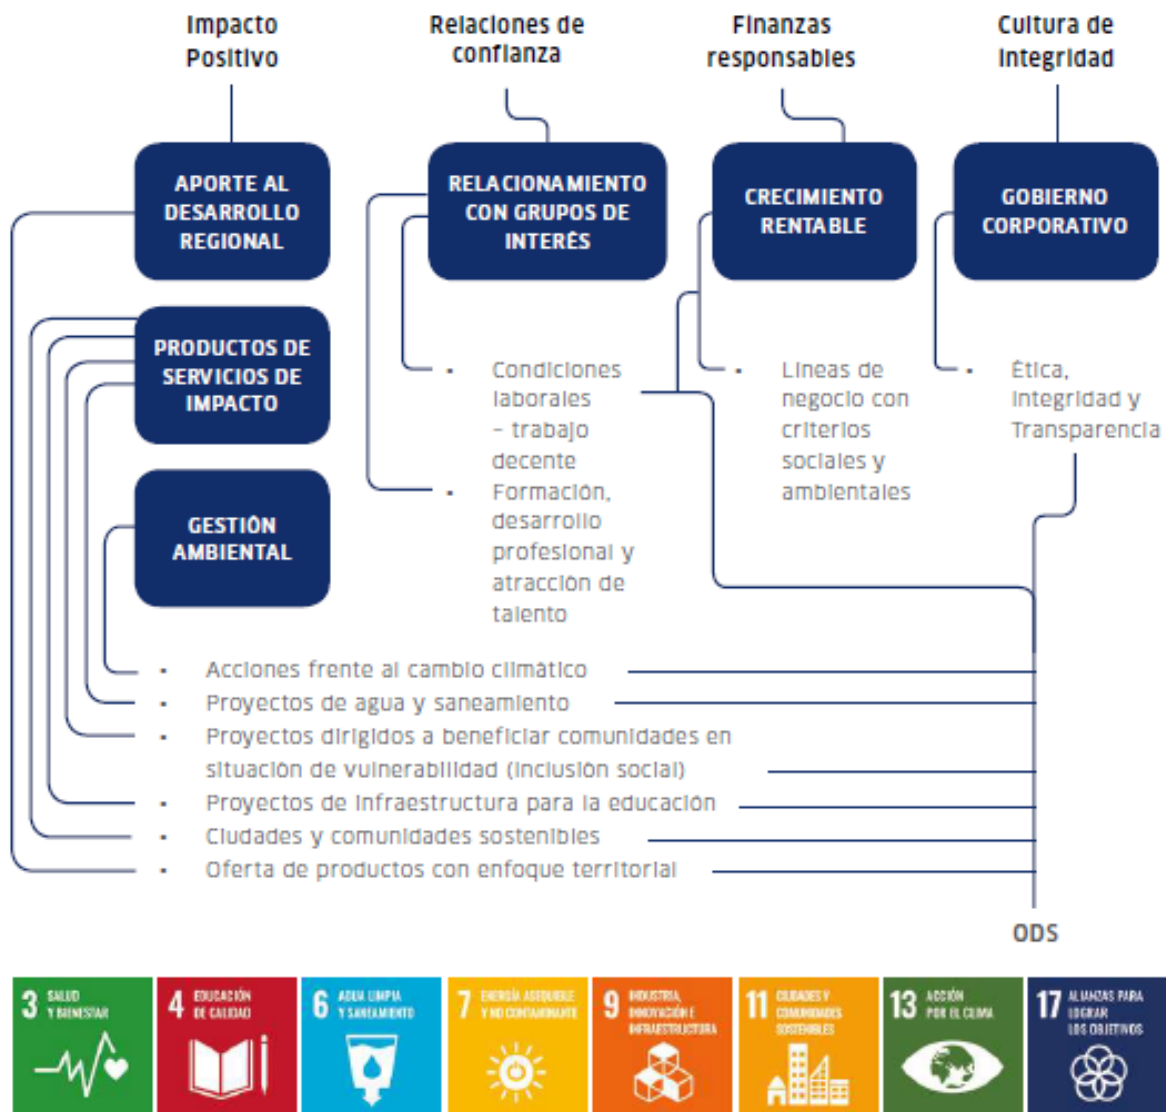 Impacto
Positivo
Relaciones de
confianza
Finanzas
responsables
Cultura de
Integridad
APORTE AL
DESARROLLO
REGIONAL
RELACIONAMIENTO
CON GRUPOS DE
INTERÉS
CRECIMIENTO
RENTABLE
GOBIERNO
CORPORATIVO
PRODUCTOS DE
SERVICIOS DE
IMPACTO
GESTIÓN
AMBIENTAL
▪ Condiciones
laborales
– trabajo
decente
▪ Formación,
desarrollo
profesional y
atracción de
talento
▪ Líneas de
negocio con
criterios
sociales y
ambientales
▪ Ética,
Integridad y
Transparencia
▪ Acciones frente al cambio climático
▪ Proyectos de agua y saneamiento
▪ Proyectos dirigidos a beneficiar comunidades en
situación de vulnerabilidad (Inclusión social)
▪ Proyectos de Infraestructura para la educación
▪ Ciudades y comunidades sostenibles
▪ Oferta de productos con enfoque territorial
ODS
3 SALUD
Y BIENESTAR
4 EDUCACIÓN
DE CALIDAD
6 AGUA LIMPIA
Y SANEAMIENTO
7 ENERGÍA ASEQUIBLE
Y NO CONTAMINANTE
9 INDUSTRIA,
INNOVACIÓN E
INFRAESTRUCTURA
11 CIUDADES Y
COMUNIDADES
SOSTENIBLES
13 ACCIÓN
POR EL CLIMA
17 ALIANZAS PARA
LOGRAR
LOS OBJETIVOS